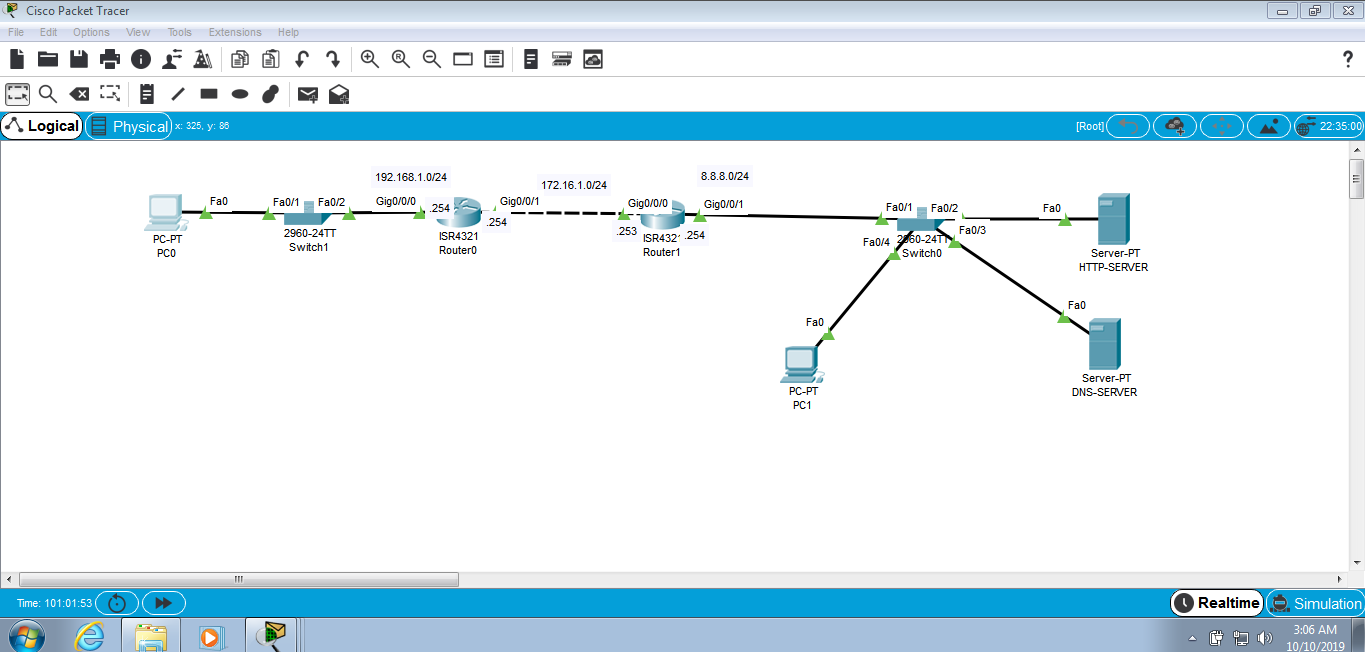 Cisco Packet Tracer
File Edit Options View Tools Extensions Help
?
Logical
Physical
x: 325, y: 86
[Root]
22:35:00
192.168.1.0/24
172.16.1.0/24
8.8.8.0/24
Fa0
Fa0/1
Fa0/2
Gig0/0/0
.254
Gig0/0/1
.254
Gig0/0/0
.253
Gig0/0/1
.254
Fa0/1
Fa0/2
Fa0
PC-PT
PC0
2960-24TT
Switch1
ISR4321
Router0
ISR4321
Router1
Fa0/4
2960-24TT
Switch0
Fa0/3
Server-PT
HTTP-SERVER
Fa0
Fa0
Server-PT
DNS-SERVER
PC-PT
PC1
Time: 101:01:53
Realtime
Simulation
3:06 AM
10/10/2019